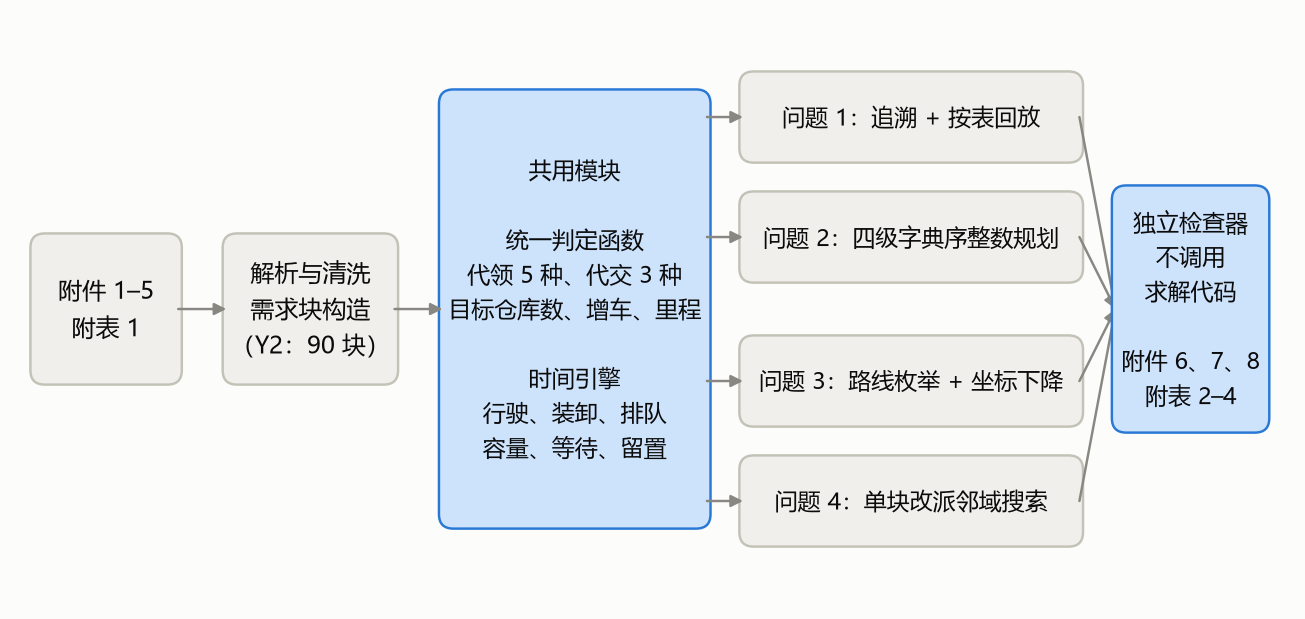 附件 1–5
附表 1
解析与清洗
需求块构造
(Y2：90 块)
共用模块
统一判定函数
代领 5 种、代交 3 种
目标仓库数、增车、里程
时间引擎
行驶、装卸、排队
容量、等待、留置
问题 1：追溯 + 按表回放
问题 2：四级字典序整数规划
问题 3：路线枚举 + 坐标下降
问题 4：单块改派邻域搜索
独立检查器
不调用
求解代码
附件 6、7、8
附表 2–4